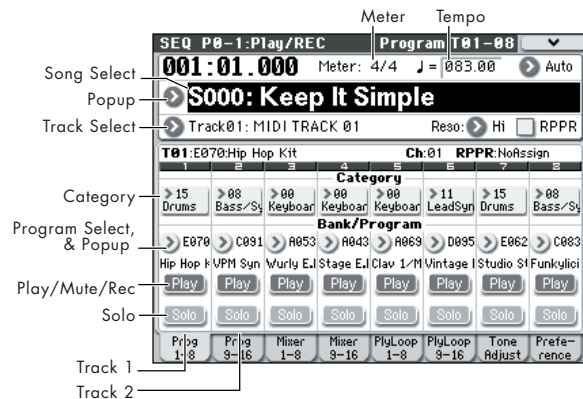 Meter Tempo
SEQ P0-1:Play/REC Program T01-08
001:01.000 Meter: 4/4 ♩= 083.00 Auto
Song Select
Popup S000: Keep It Simple
Track Select Track01: MIDI TRACK 01 Reso: Hi RPPR
T01:E070:Hip Hop Kit Ch:01 RPPR:NoAssign
1 2 3 4 5 6 7 8
Category
Category 15 08 00 00 00 11 15 08
Drums Bass/Sy Keyboar Keyboar Keyboar LeadSyn Drums Bass/Sy
Bank/Program
Program Select, & Popup E070 C091 A053 A043 A069 D095 E062 C083
Hip Hop K VPM Syn Wurly E.I Stage E.I Clav 1/M Vintage I Studio St Funkylici
Play/Mute/Rec Play Play Play Play Play Play Play Play
Solo Solo Solo Solo Solo Solo Solo Solo Solo
Prog 1-8 Prog 9-16 Mixer 1-8 Mixer 9-16 PlyLoop 1-8 PlyLoop 9-16 Tone Adjust Prefe-rence
Track 1
Track 2